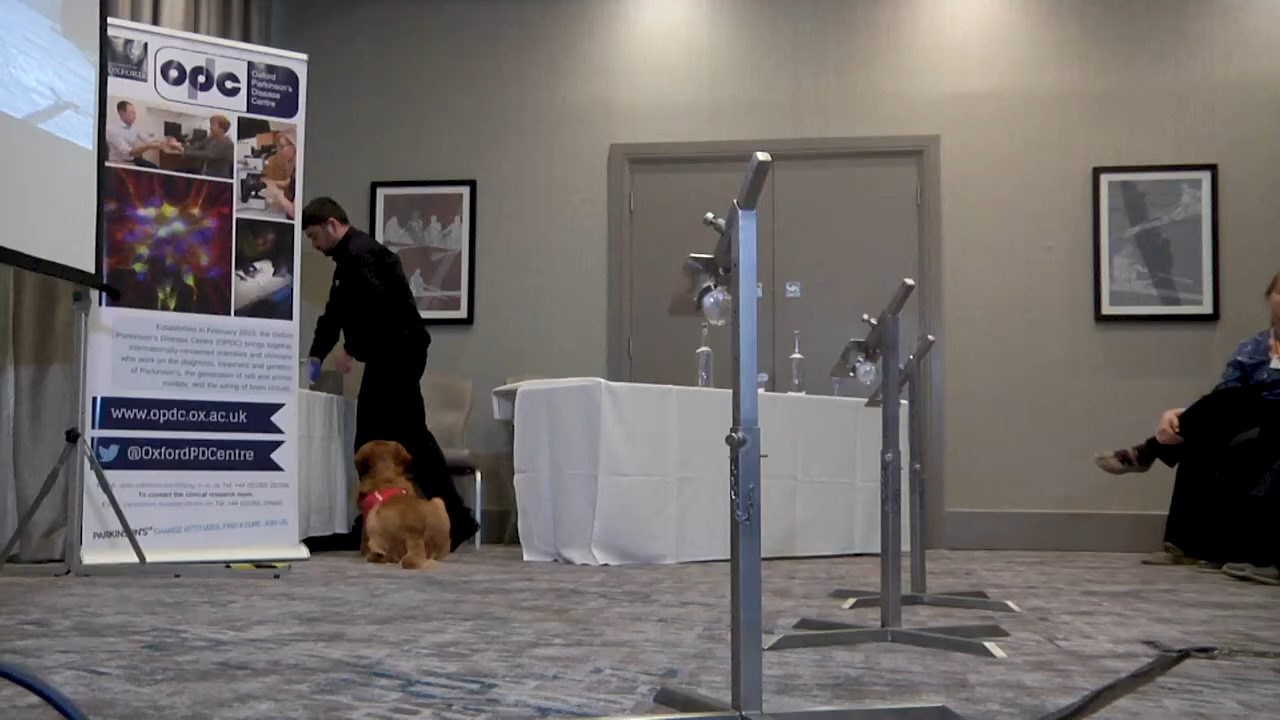 OXFORD
opc
Oxford
Parkinson's
Disease
Centre
Established in February 2010, the Oxford
Parkinson's Disease Centre (OPDC) brings together
internationally-renowned scientists and clinicians
who work on the diagnosis, treatment and genetics
of Parkinson's, the generation of cell and animal
models, and the wiring of brain circuits.
www.opdc.ox.ac.uk
@OxfordPDCentre
To contact the clinical research team:
PARKINSON'S UK CHANGE ATTITUDES, FIND A CURE, JOIN US.